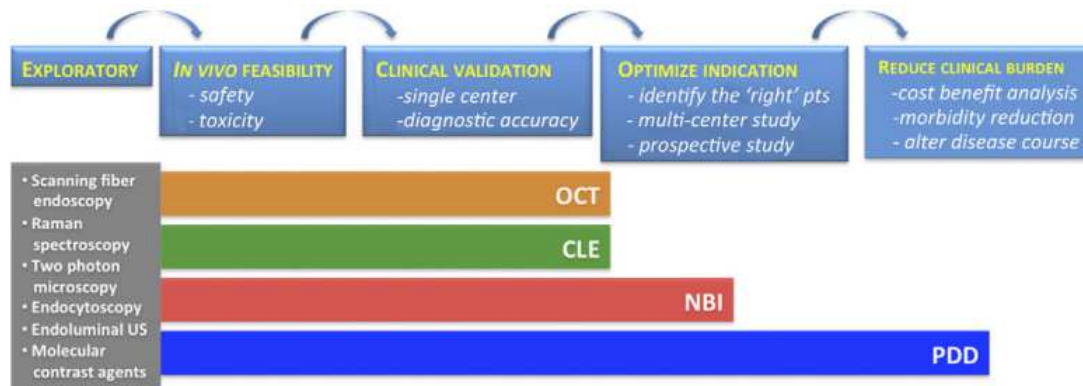 EXPLORATORY
IN VIVO FEASIBILITY
- safety
- toxicity
CLINICAL VALIDATION
-single center
-diagnostic accuracy
OPTIMIZE INDICATION
- identify the ‘right’ pts
- multi-center study
- prospective study
REDUCE CLINICAL BURDEN
-cost benefit analysis
-morbidity reduction
- alter disease course
• Scanning fiber
endoscopy
• Raman
spectroscopy
• Two photon
microscopy
• Endocytoscopy
• Endoluminal US
• Molecular
contrast agents
OCT
CLE
NBI
PDD